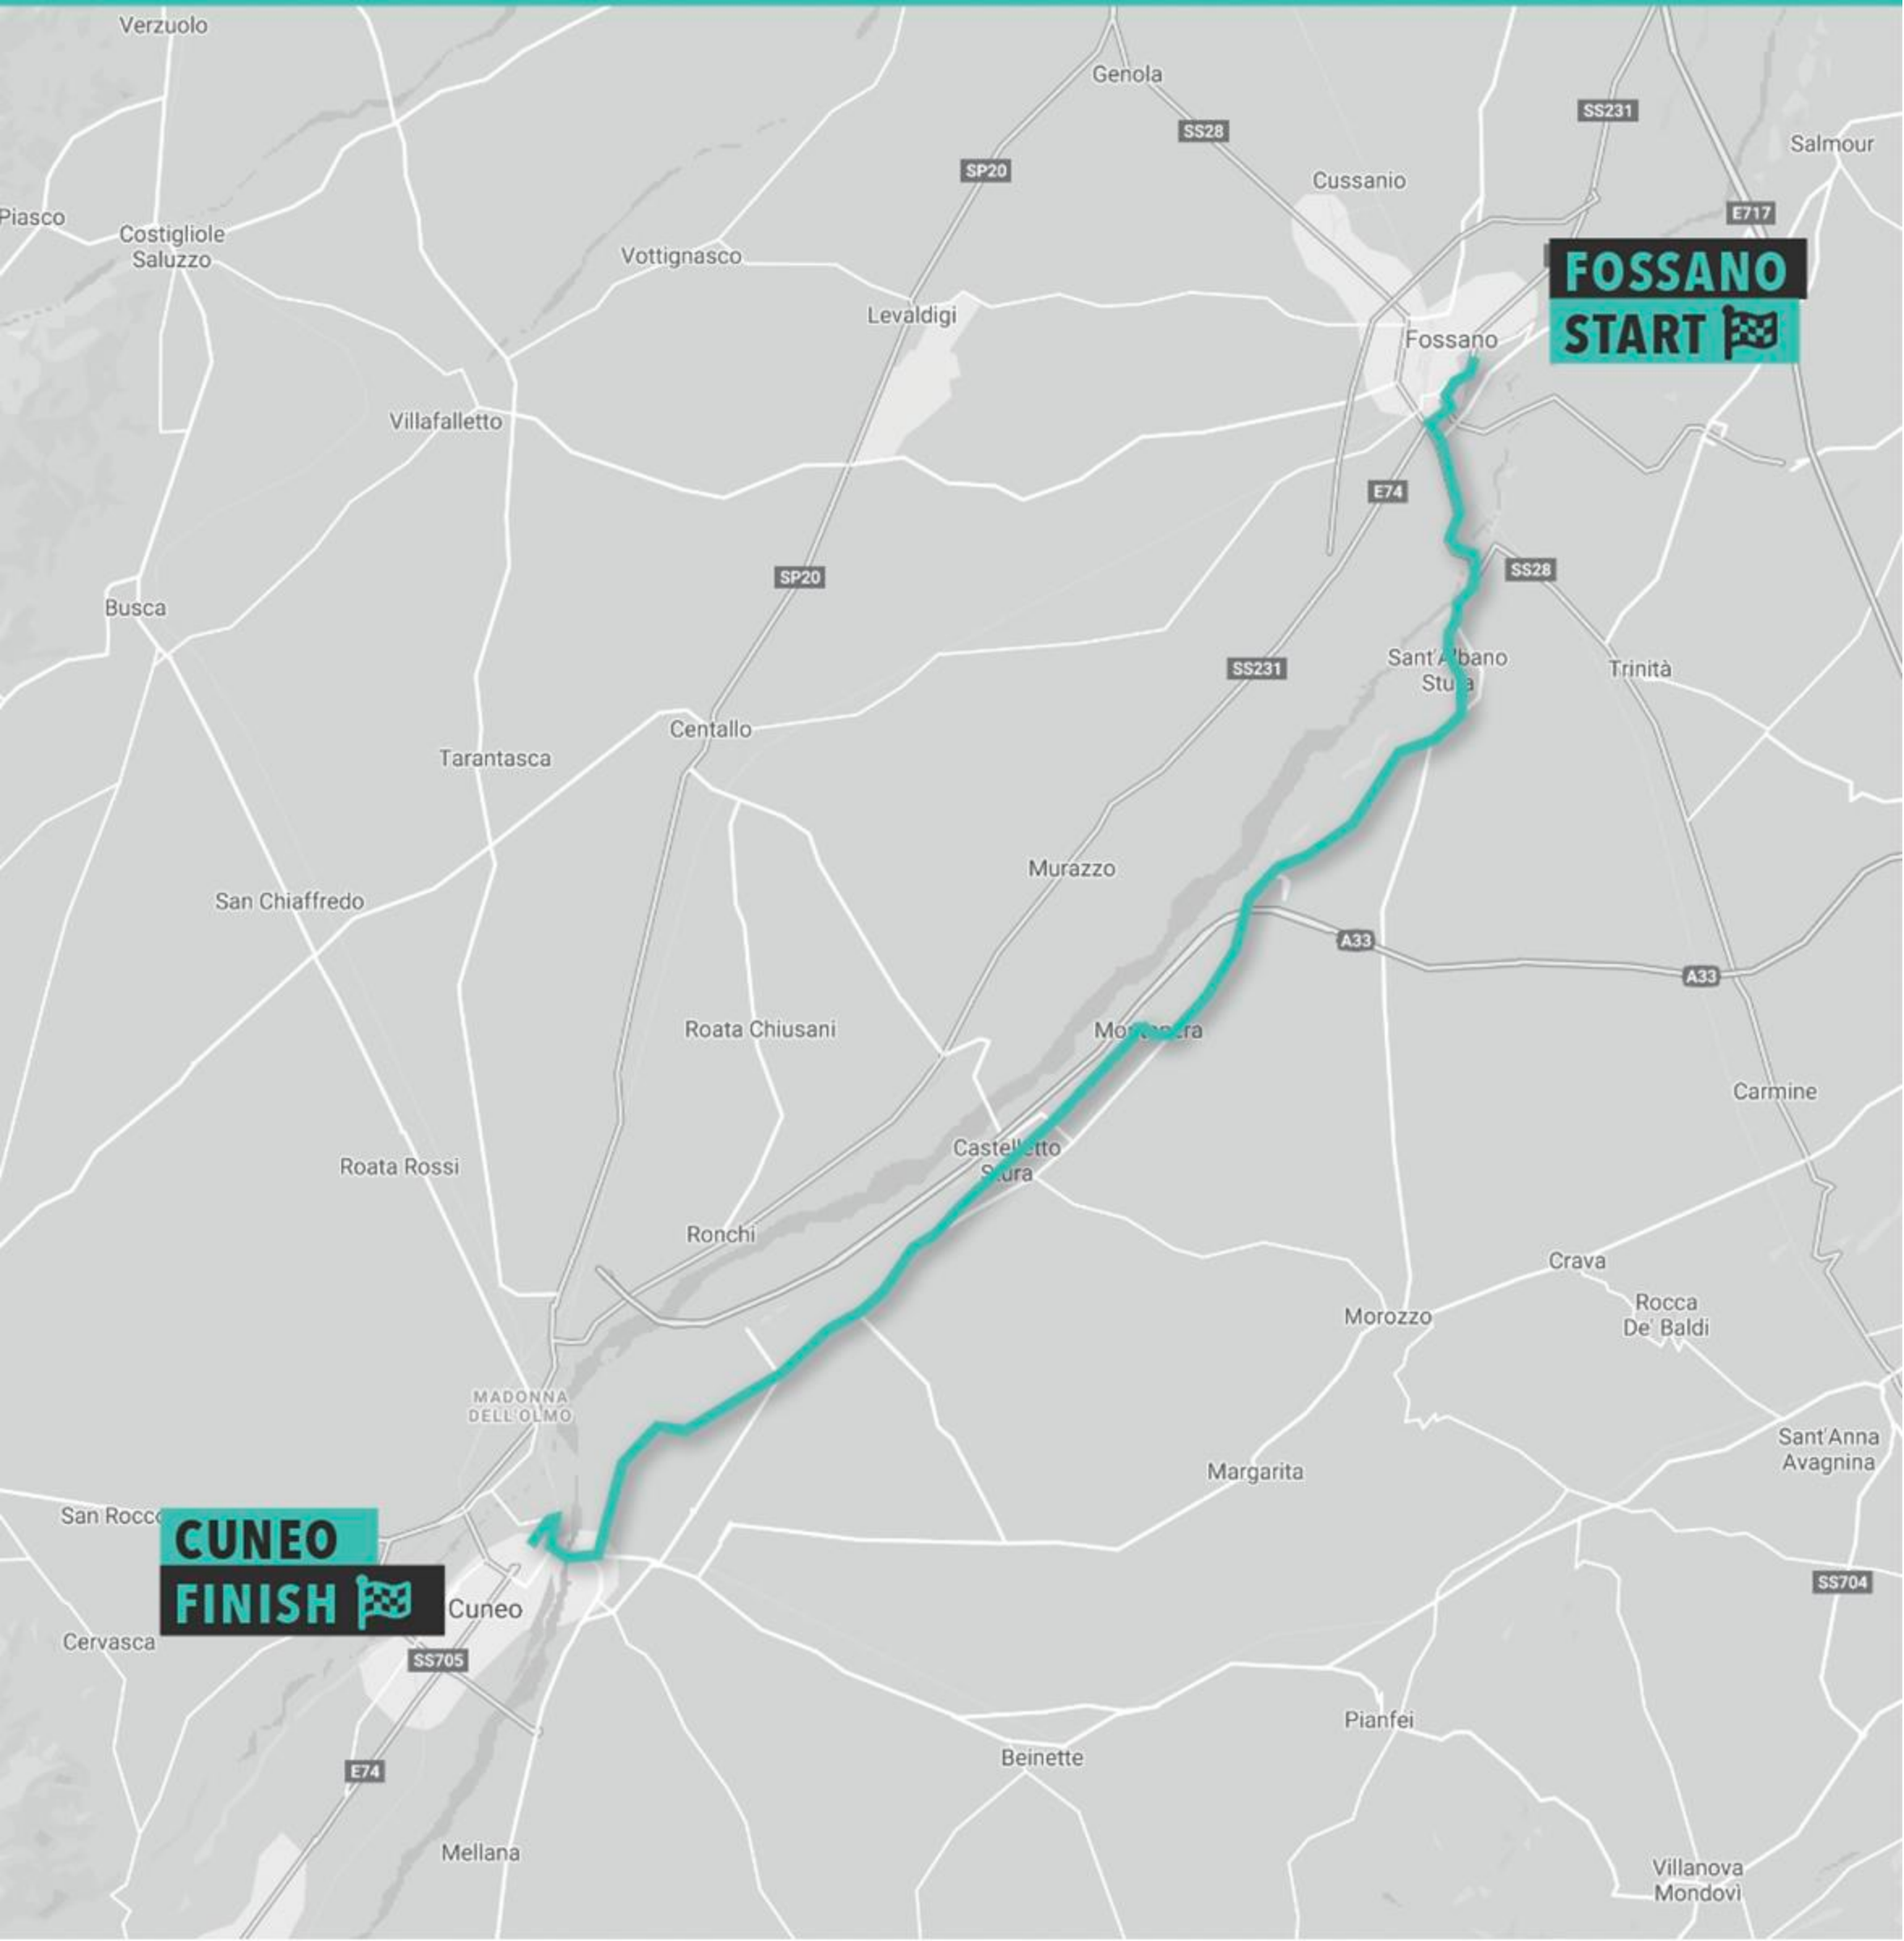 Verzuolo
Genola
SS28
SS231
Salmour
SP20
Cussanio
Piasco
E717
Costigliole
Saluzzo
Vottignasco
FOSSANO
START
Levaldigi
Fossano
Villafalletto
E74
SS28
SP20
Busca
Sant'Albano
Stura
SS231
Trinità
Centallo
Tarantasca
Murazzo
San Chiaffredo
A33
A33
Roata Chiusani
Montanera
Carmine
Castelletto
Stura
Roata Rossi
Ronchi
Crava
Rocca
De' Baldi
Morozzo
MADONNA
DELL'OLMO
Sant'Anna
Avagnina
Margarita
San Rocco
CUNEO
FINISH
SS704
Cuneo
Cervasca
SS705
Pianfei
Beinette
E74
Mellana
Villanova
Mondovì